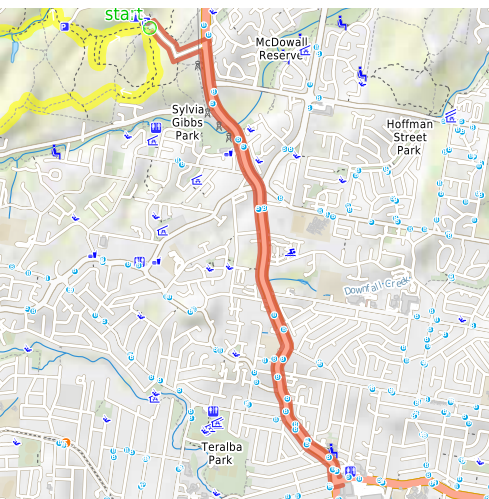 start
McDowall
Reserve
Sylvia
Gibbs
Park
Hoffman
Street
Park
Downfall Creek
Teralba
Park